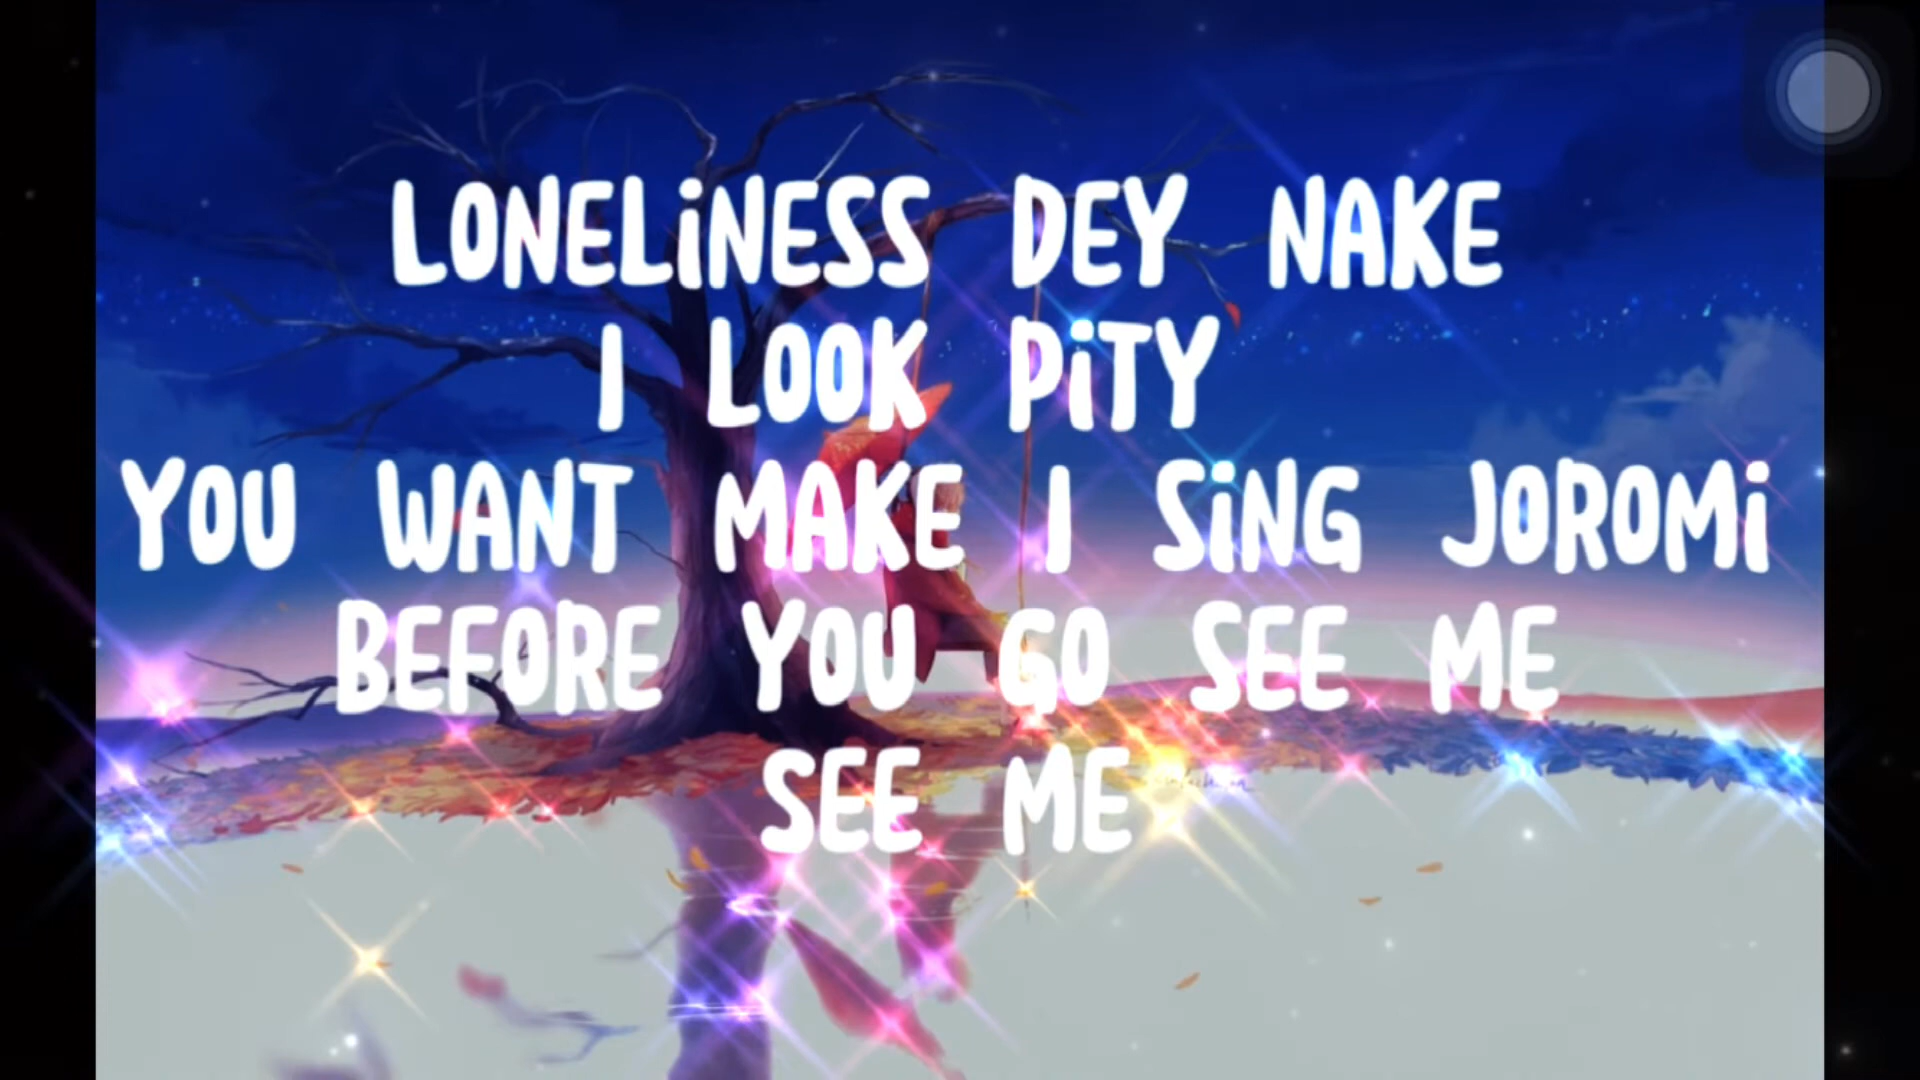 LONELiNESS DEY NAKE
I LOOK PiTY
YOU WANT MAKE I SiNG JOROMi
BEFORE YOU GO SEE ME
SEE ME